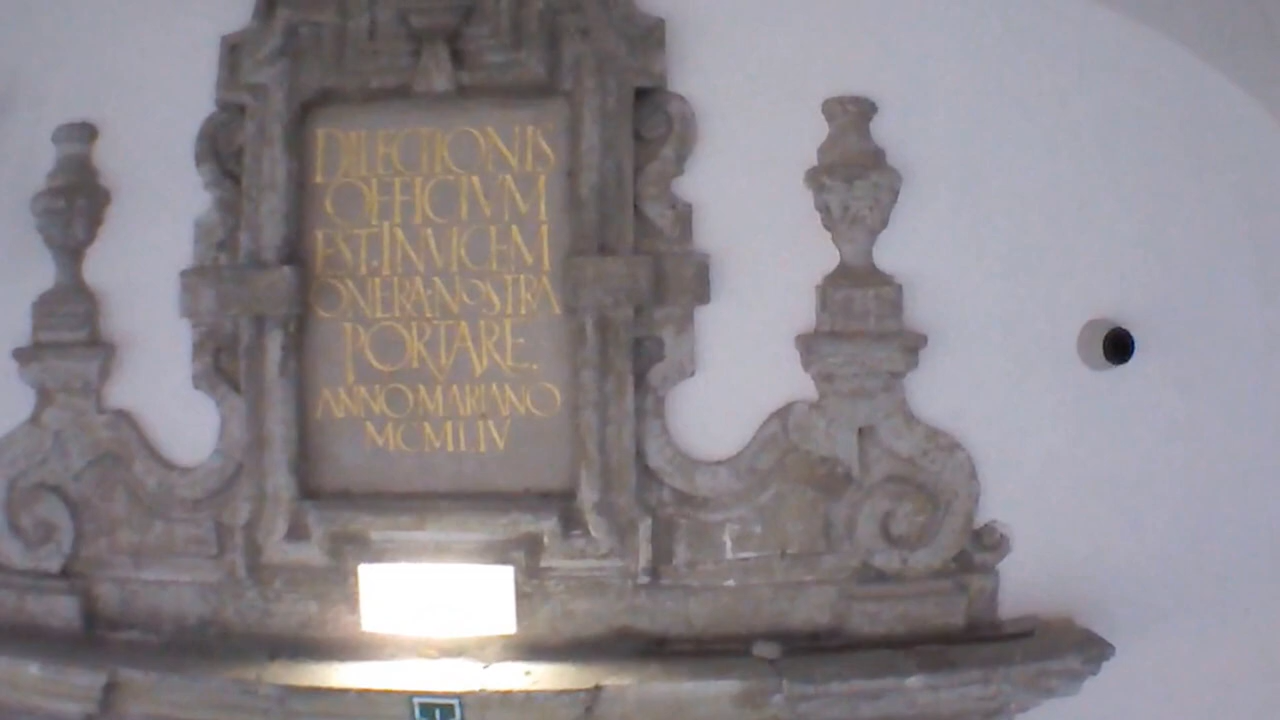 DILECTIONIS
OFFICIVM
EST·INVICEM
ONERA·NOSTRA
PORTARE.
ANNO MARIANO
MCMLIV